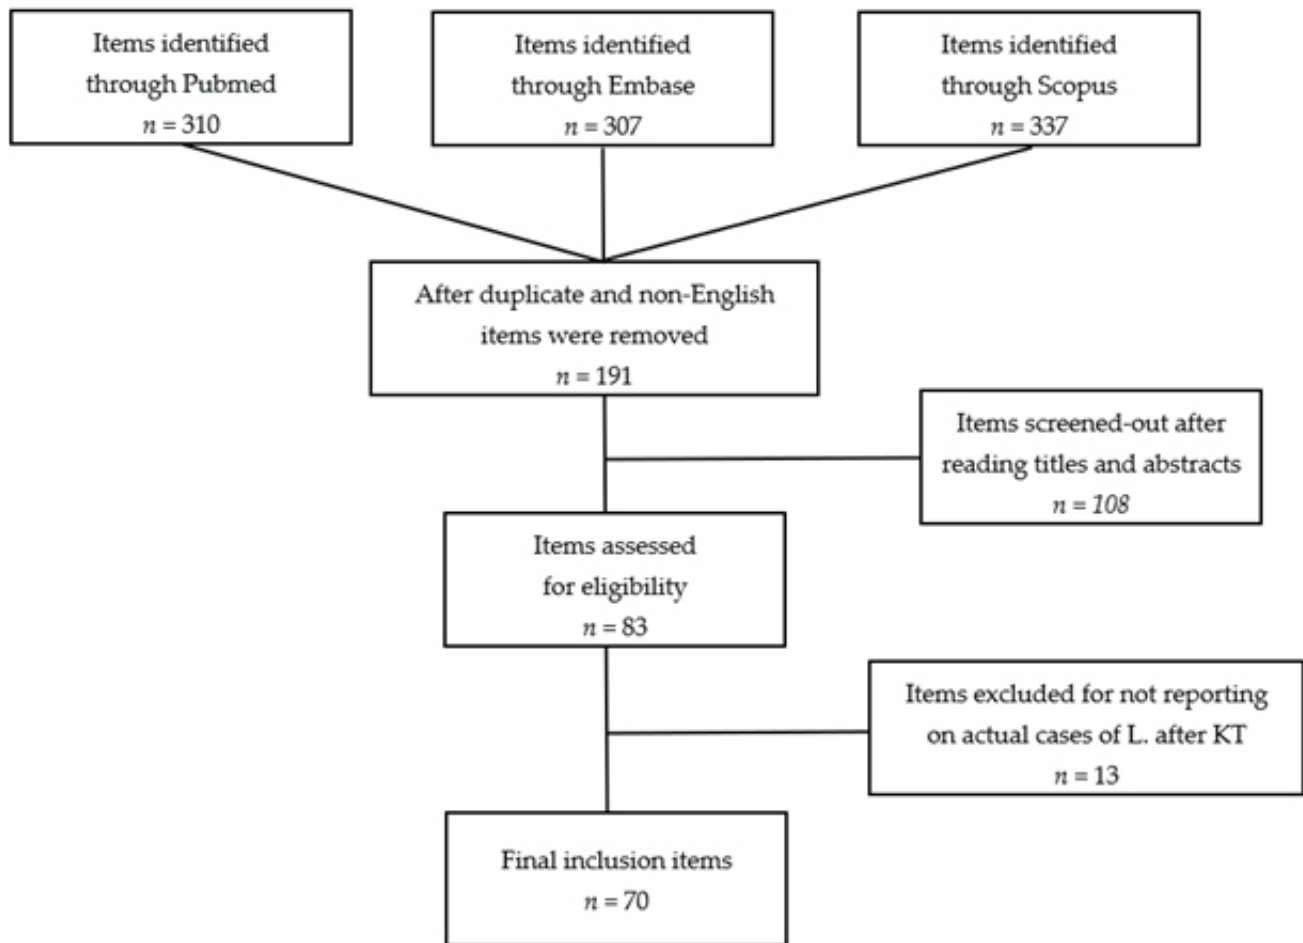 Items identified
through Pubmed
n = 310
Items identified
through Embase
n = 307
Items identified
through Scopus
n = 337
After duplicate and non-English
items were removed
n = 191
Items screened-out after
reading titles and abstracts
n = 108
Items assessed
for eligibility
n = 83
Items excluded for not reporting
on actual cases of L. after KT
n = 13
Final inclusion items
n = 70